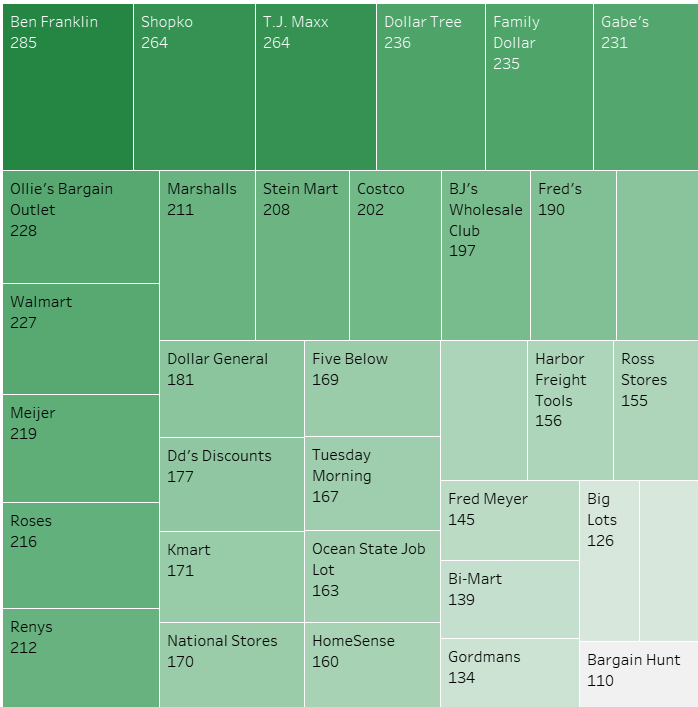 Ben Franklin
285
Shopko
264
T.J. Maxx
264
Dollar Tree
236
Family
Dollar
235
Gabe's
231
Ollie's Bargain
Outlet
228
Walmart
227
Meijer
219
Roses
216
Renys
212
Marshalls
211
Stein Mart
208
Costco
202
BJ's
Wholesale
Club
197
Fred's
190
Dollar General
181
Dd's Discounts
177
Kmart
171
National Stores
170
Five Below
169
Tuesday
Morning
167
Ocean State Job
Lot
163
HomeSense
160
Harbor
Freight
Tools
156
Ross
Stores
155
Fred Meyer
145
Bi-Mart
139
Gordmans
134
Big
Lots
126
Bargain Hunt
110